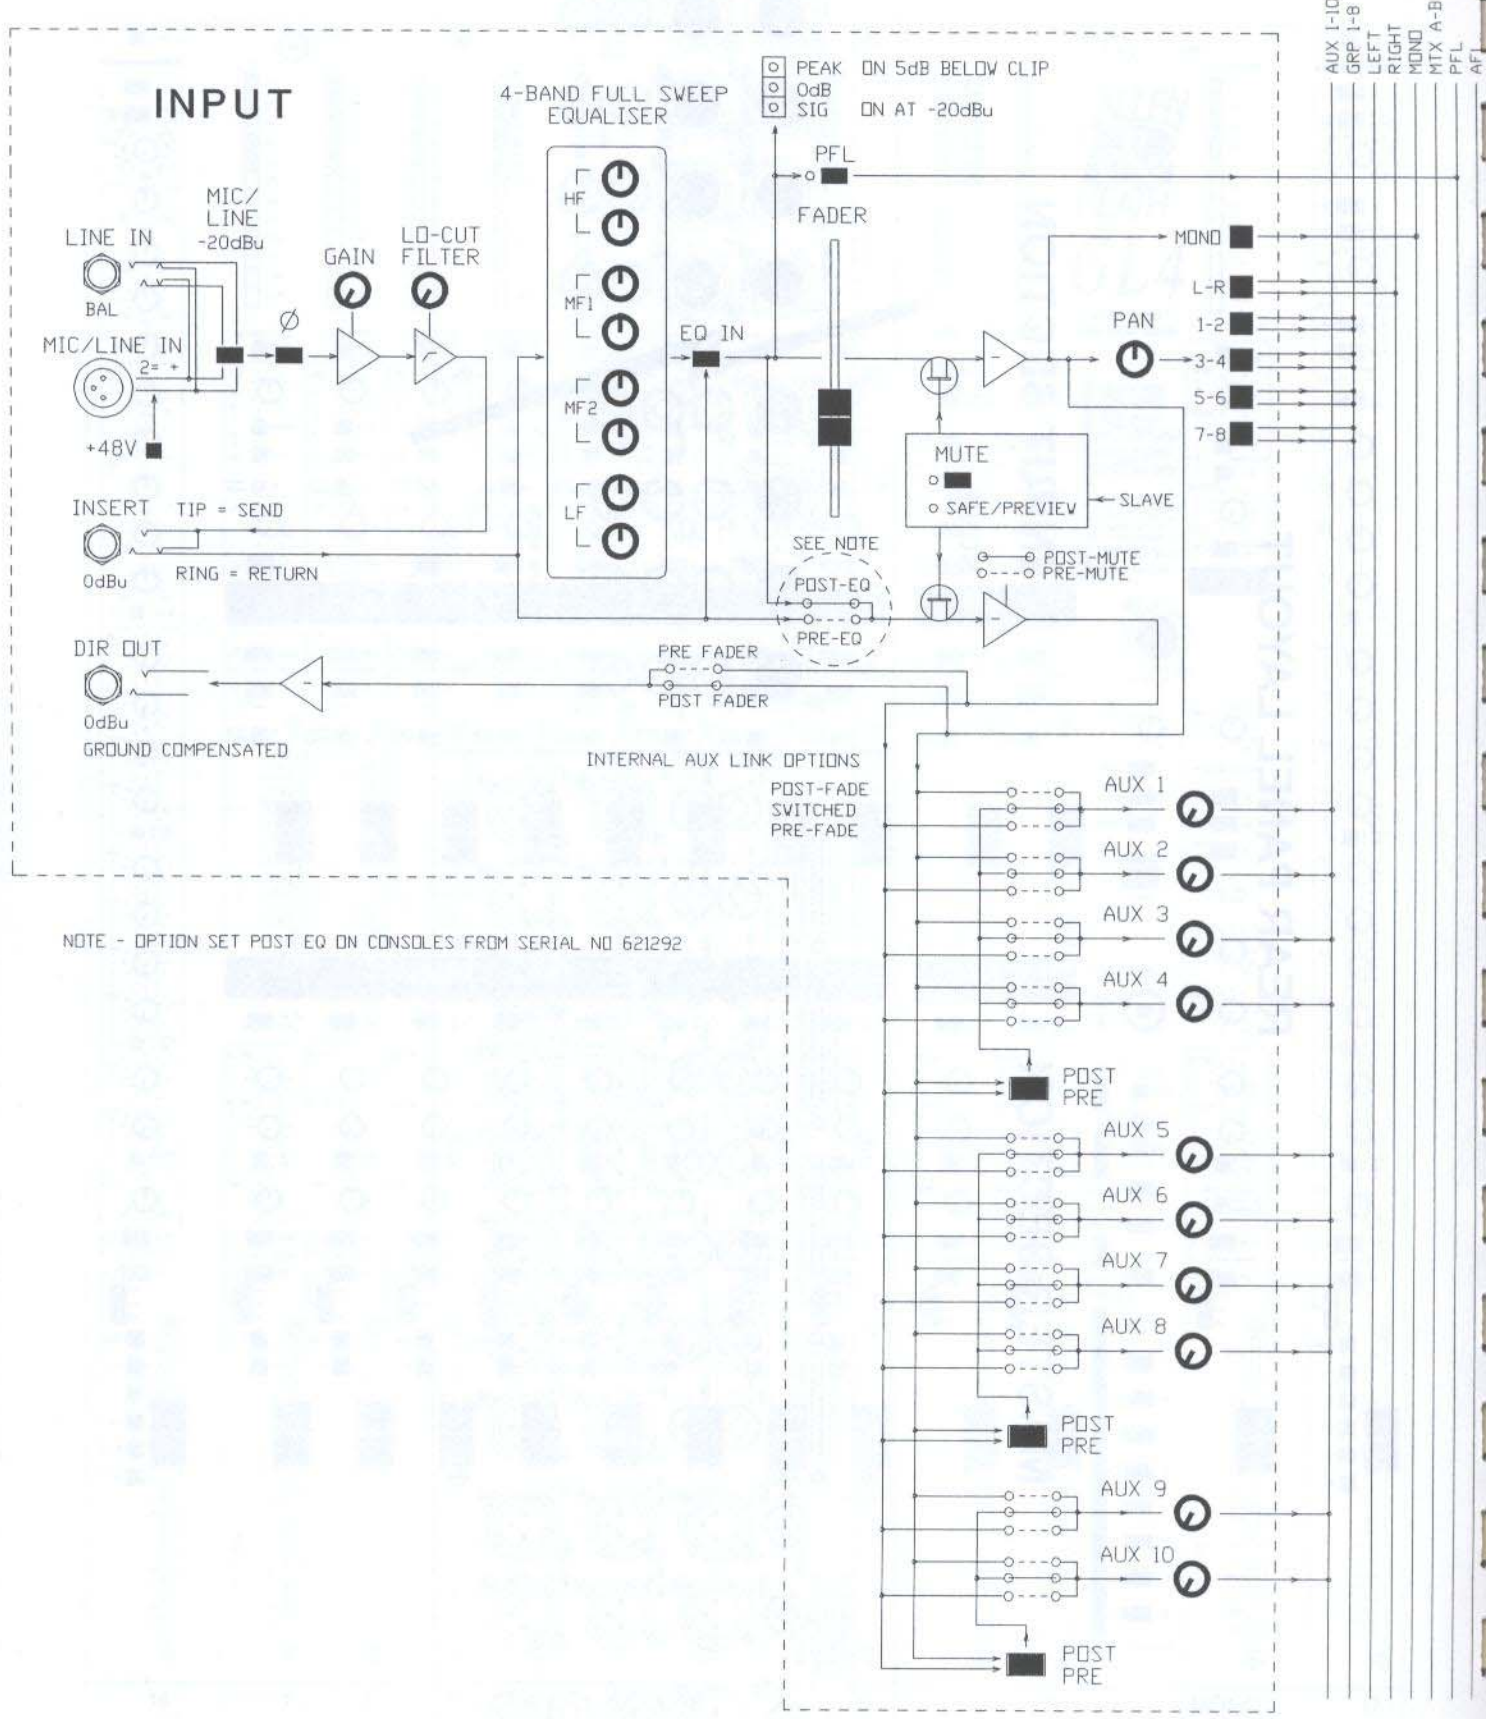 AUX 1-10
GRP 1-8
LEFT
RIGHT
MONO
MTX A-B
PFL
AFL
INPUT
4-BAND FULL SWEEP
EQUALISER
PEAK ON 5dB BELOW CLIP
0dB
SIG ON AT -20dBu
PFL
FADER
HF
MF1
MF2
LF
MIC/
LINE
-20dBu
LINE IN
BAL
GAIN
LO-CUT
FILTER
Ø
MIC/LINE IN
2= +
+48V
EQ IN
MONO
L-R
1-2
3-4
5-6
7-8
PAN
MUTE
SAFE/PREVIEW
SLAVE
INSERT
TIP = SEND
0dBu
RING = RETURN
SEE NOTE
POST-EQ
PRE-EQ
POST-MUTE
PRE-MUTE
DIR OUT
0dBu
GROUND COMPENSATED
PRE FADER
POST FADER
INTERNAL AUX LINK OPTIONS
POST-FADE
SWITCHED
PRE-FADE
AUX 1
AUX 2
AUX 3
AUX 4
POST
PRE
AUX 5
AUX 6
AUX 7
AUX 8
POST
PRE
AUX 9
AUX 10
POST
PRE
NOTE - OPTION SET POST EQ ON CONSOLES FROM SERIAL NO 621292